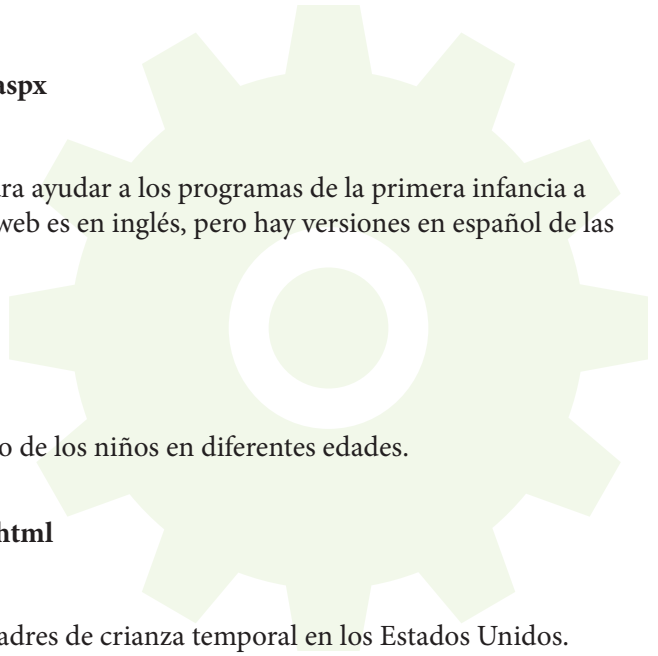 aspx
ra ayudar a los programas de la primera infancia a
web es en inglés, pero hay versiones en español de las
o de los niños en diferentes edades.
html
adres de crianza temporal en los Estados Unidos.